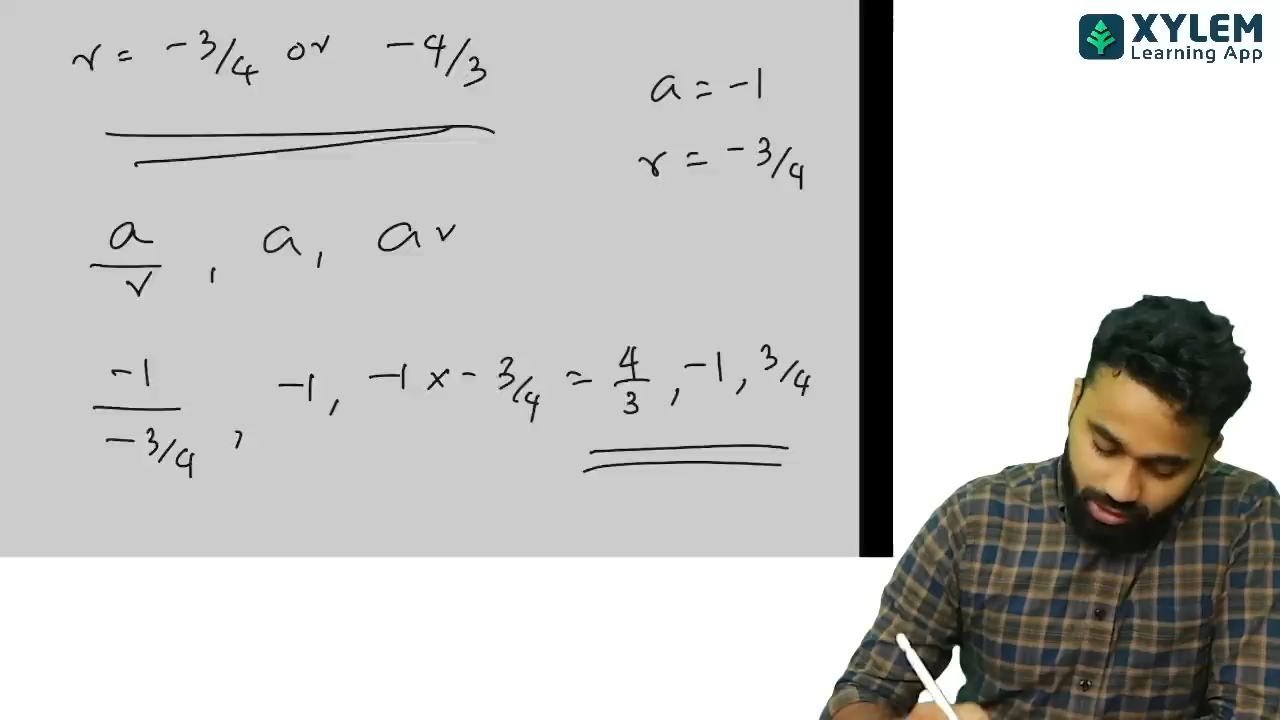 XYLEM
Learning App
r = -3/4 or -4/3
a = -1
r = -3/4
a/r , a, ar
-1/-3/4 , -1, -1 x -3/4 = 4/3, -1, 3/4